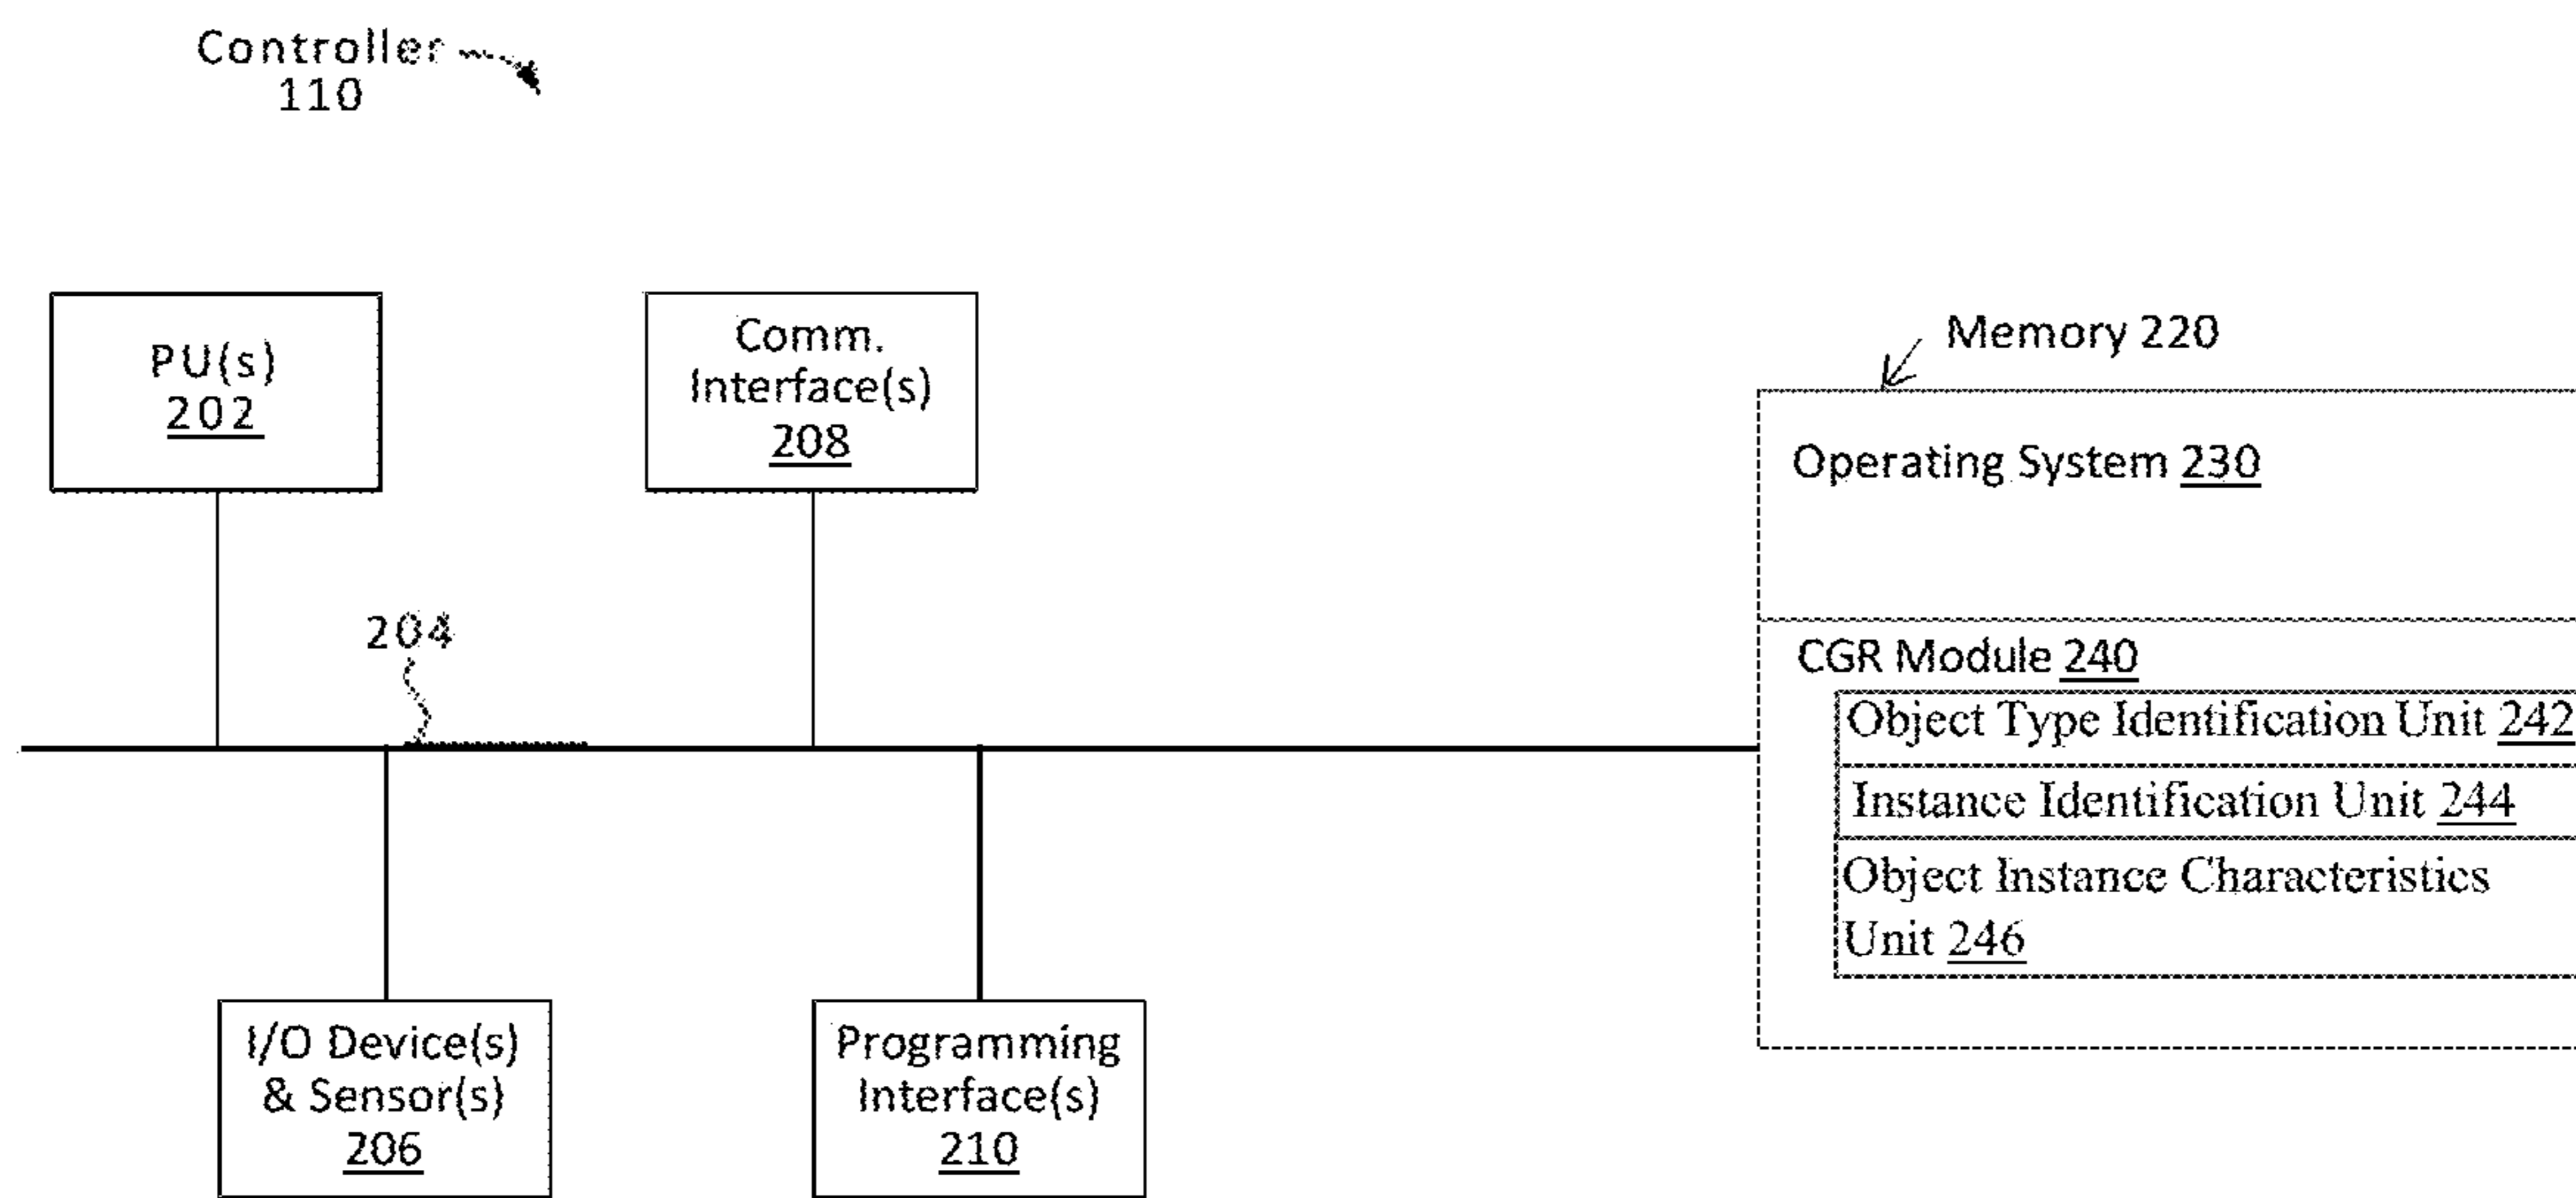 Controller
110
PU(s)
202
Comm.
Interface(s)
208
Memory 220
Operating System 230
204
CGR Module 240
Object Type Identification Unit 242
Instance Identification Unit 244
Object Instance Characteristics
Unit 246
I/O Device(s)
& Sensor(s)
206
Programming
Interface(s)
210